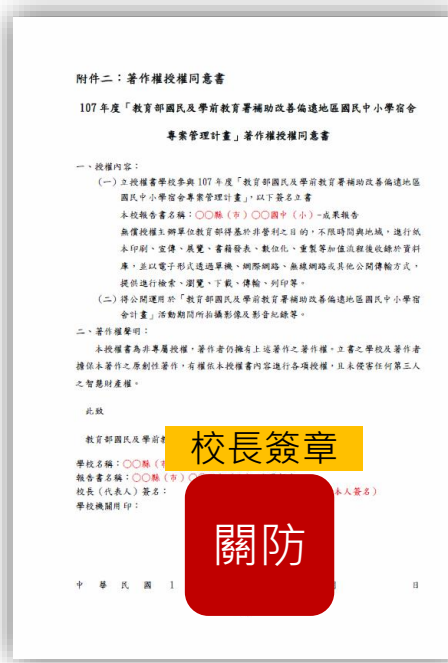 附件二：著作權授權同意書
107 年度「教育部國民及學前教育署補助改善偏遠地區國民中小學宿舍
專案管理計畫」著作權授權同意書
一、授權內容：
(一) 立授權書學校參與 107 年度「教育部國民及學前教育署補助改善偏遠地區
國民中小學宿舍專案管理計畫」，以下簽名立書
本校報告書名稱：○○縣（市）○○國中（小）-成果報告
無償授權主辦單位教育部得基於非營利之目的，不限時間與地域，進行紙
本印刷、宣傳、展覽、書籍發表、數位化、重製等加值流程後收錄於資料
庫，並以電子形式透過單機、網際網路、無線網路或其他公開傳輸方式，
提供進行檢索、瀏覽、下載、傳輸、列印等。
(二) 得公開運用於「教育部國民及學前教育署補助改善偏遠地區國民中小學宿
舍計畫」活動期間所拍攝影像及影音紀錄等。
二、著作權聲明：
本授權書為非專屬授權，著作者仍擁有上述著作之著作權。立書之學校及著作者
擔保本著作之原創性著作，有權依本授權書內容進行各項授權，且未侵害任何第三人
之智慧財產權。
此致
教育部國民及學前
校長簽章
學校名稱：○○縣（市
報告書名稱：○○縣（市）○
校長（代表人）簽名： 本人簽名）
學校機關用印：
關防
中 華 民 國 1 日